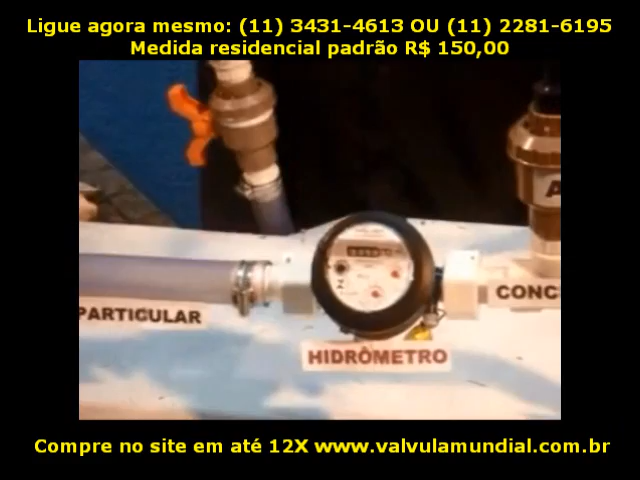 Ligue agora mesmo: (11) 3431-4613 OU (11) 2281-6195
Medida residencial padrão R$ 150,00
PARTICULAR
HIDRÔMETRO
CONC
A
Compre no site em até 12X www.valvulamundial.com.br